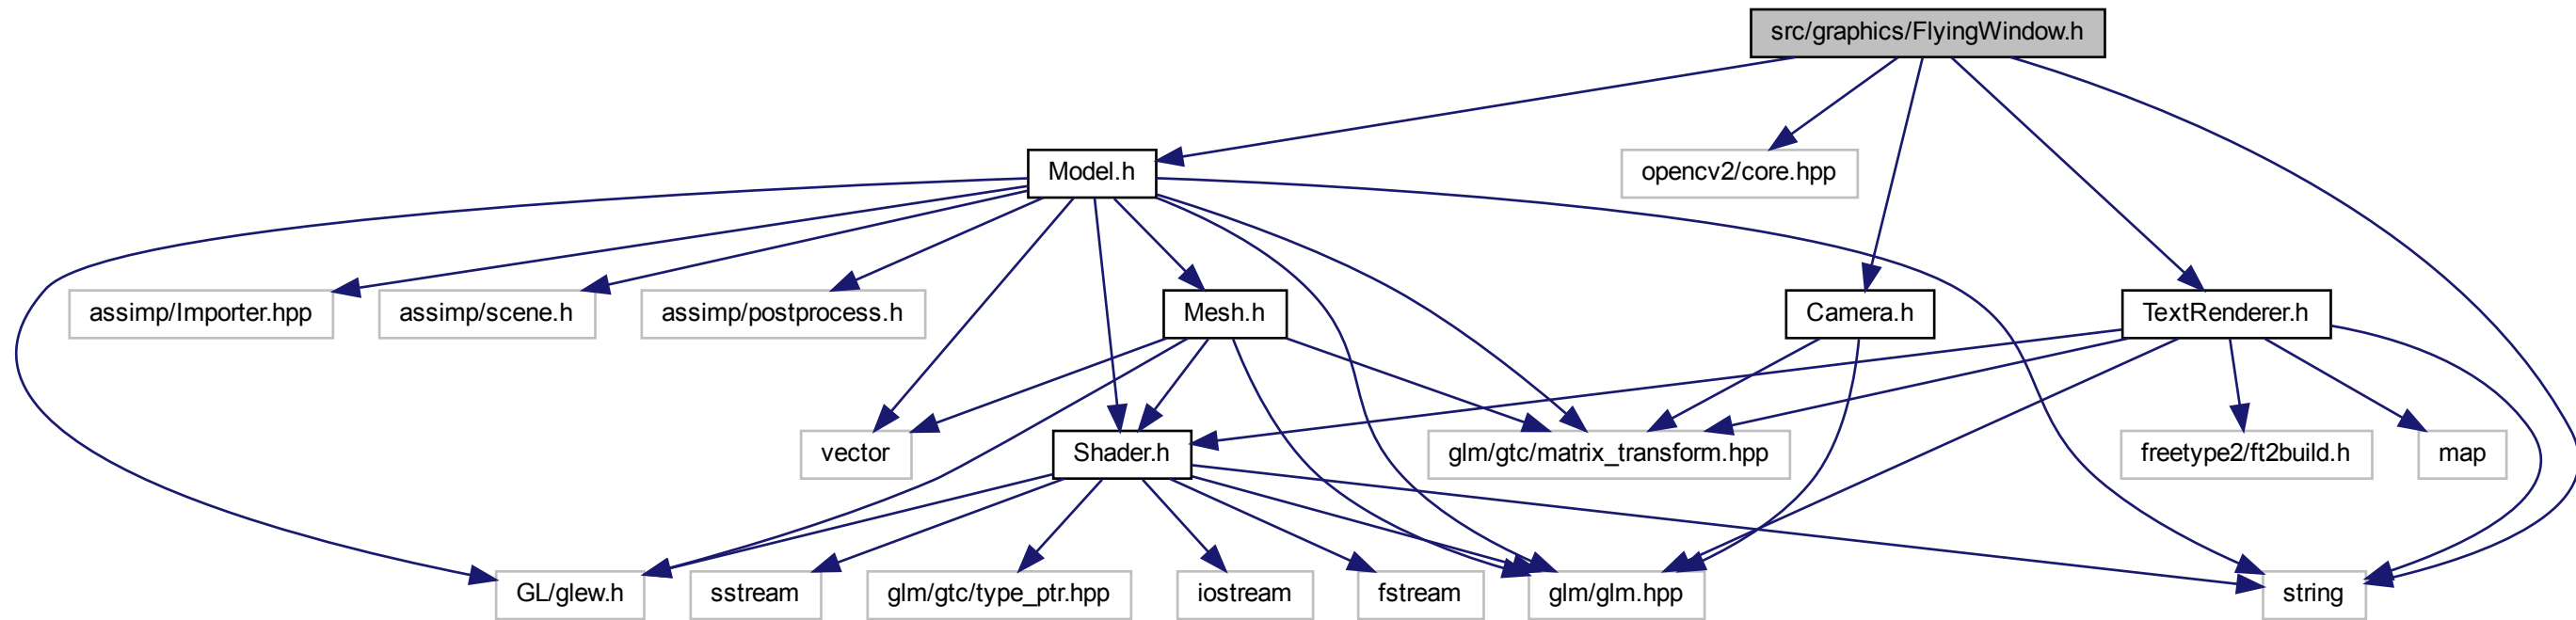 src/graphics/FlyingWindow.h
Model.h
opencv2/core.hpp
assimp/Importer.hpp
assimp/scene.h
assimp/postprocess.h
Mesh.h
Camera.h
TextRenderer.h
vector
Shader.h
glm/gtc/matrix_transform.hpp
freetype2/ft2build.h
map
GL/glew.h
sstream
glm/gtc/type_ptr.hpp
iostream
fstream
glm/glm.hpp
string